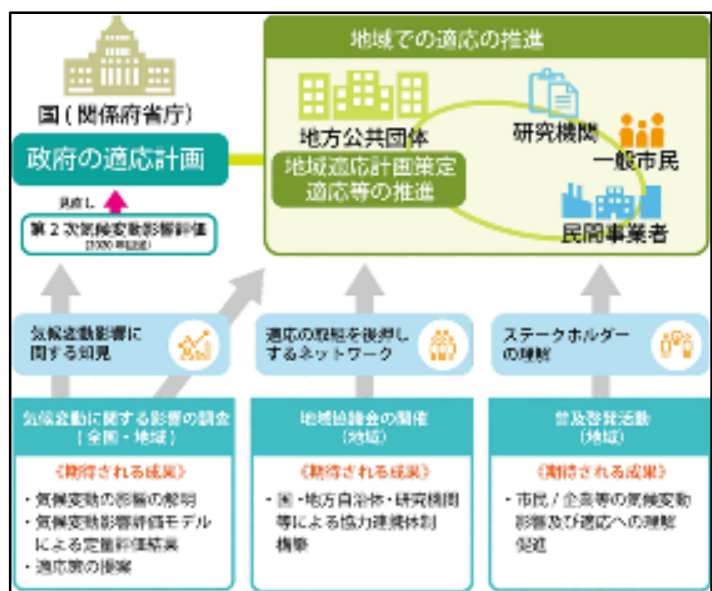 地域での適応の推進
国(関係府省庁)
政府の適応計画
見直し
第2次気候変動影響評価
地方公共団体
地域適応計画策定
適応等の推進
研究機関
一般市民
民間事業者
気候変動影響に
関する知見
適応の取組を後押し
するネットワーク
ステークホルダー
の理解
気候変動に関する影響の調査
(全国・地域)
《期待される成果》
・気候変動の影響の解明
・気候変動影響評価モデル
による定量評価結果
・適応策の提案
地域協議会の開催
(地域)
《期待される成果》
・国・地方自治体・研究機関
等による協力連携体制
構築
普及啓発活動
(地域)
《期待される成果》
・市民/企業等の気候変動
影響及び適応への理解
促進